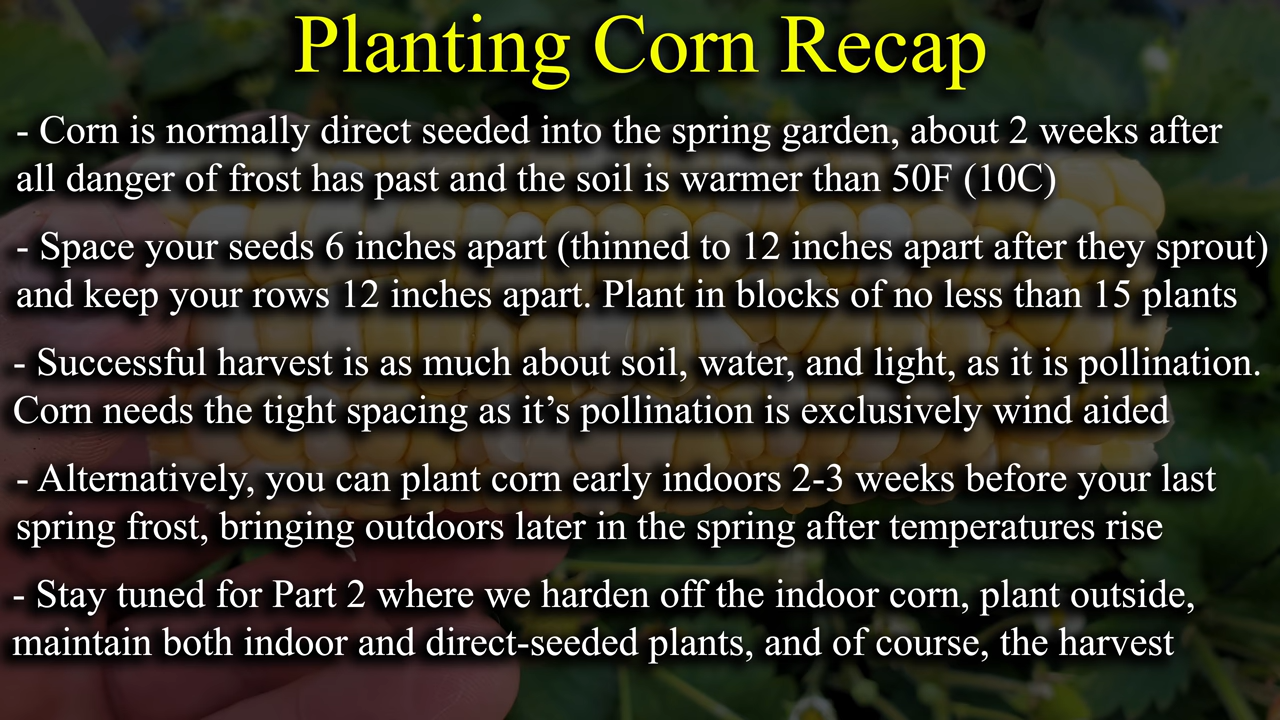 Planting Corn Recap
- Corn is normally direct seeded into the spring garden, about 2 weeks after
all danger of frost has past and the soil is warmer than 50F (10C)
- Space your seeds 6 inches apart (thinned to 12 inches apart after they sprout)
and keep your rows 12 inches apart. Plant in blocks of no less than 15 plants
- Successful harvest is as much about soil, water, and light, as it is pollination.
Corn needs the tight spacing as it’s pollination is exclusively wind aided
- Alternatively, you can plant corn early indoors 2-3 weeks before your last
spring frost, bringing outdoors later in the spring after temperatures rise
- Stay tuned for Part 2 where we harden off the indoor corn, plant outside,
maintain both indoor and direct-seeded plants, and of course, the harvest